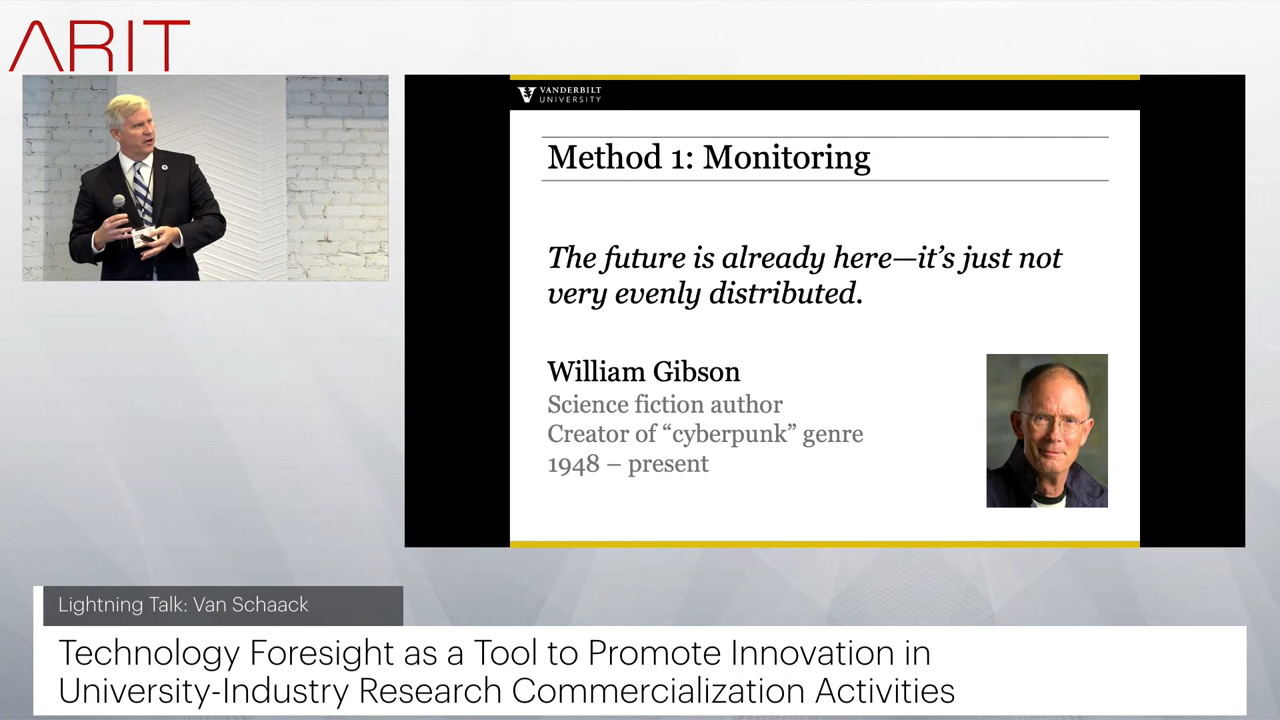 ARIT
VANDERBILT
UNIVERSITY
Method 1: Monitoring
The future is already here—it’s just not
very evenly distributed.
William Gibson
Science fiction author
Creator of “cyberpunk” genre
1948 – present
Lightning Talk: Van Schaack
Technology Foresight as a Tool to Promote Innovation in
University-Industry Research Commercialization Activities